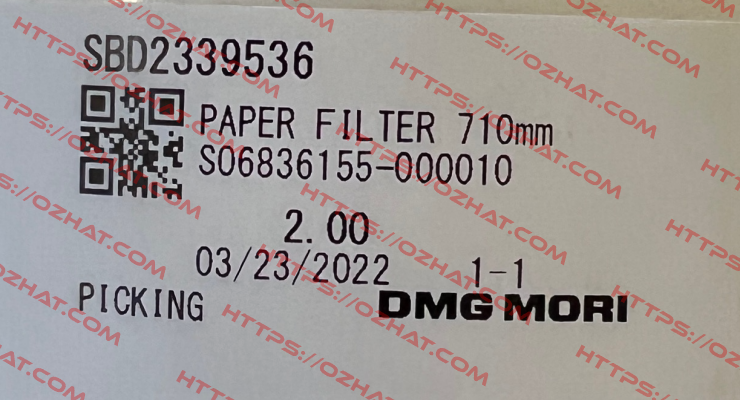 SBD2339536
PAPER FILTER 710mm
S06836155-000010
2.00
03/23/2022 1-1
PICKING DMG MORI
HTTPS://OZHAT.COM